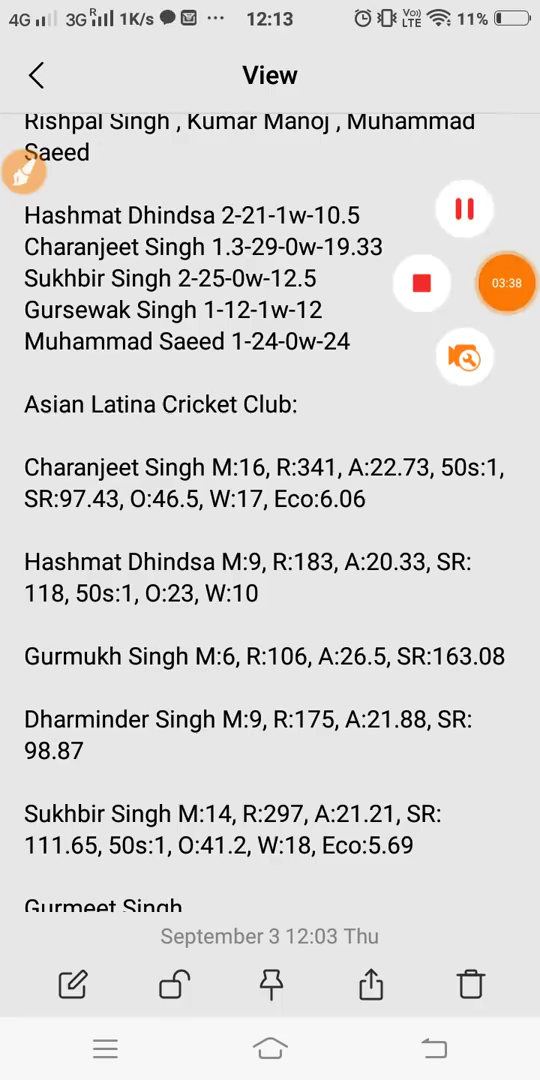 4G 3G R 1K/s ... 12:13 Vo) LTE 11%
View
Rishpal Singh , Kumar Manoj , Muhammad
Saeed
Hashmat Dhindsa 2-21-1w-10.5
Charanjeet Singh 1.3-29-0w-19.33
Sukhbir Singh 2-25-0w-12.5
03:38
Gursewak Singh 1-12-1w-12
Muhammad Saeed 1-24-0w-24
Asian Latina Cricket Club:
Charanjeet Singh M:16, R:341, A:22.73, 50s:1,
SR:97.43, O:46.5, W:17, Eco:6.06
Hashmat Dhindsa M:9, R:183, A:20.33, SR:
118, 50s:1, O:23, W:10
Gurmukh Singh M:6, R:106, A:26.5, SR:163.08
Dharminder Singh M:9, R:175, A:21.88, SR:
98.87
Sukhbir Singh M:14, R:297, A:21.21, SR:
111.65, 50s:1, O:41.2, W:18, Eco:5.69
Gurmeet Singh
September 3 12:03 Thu